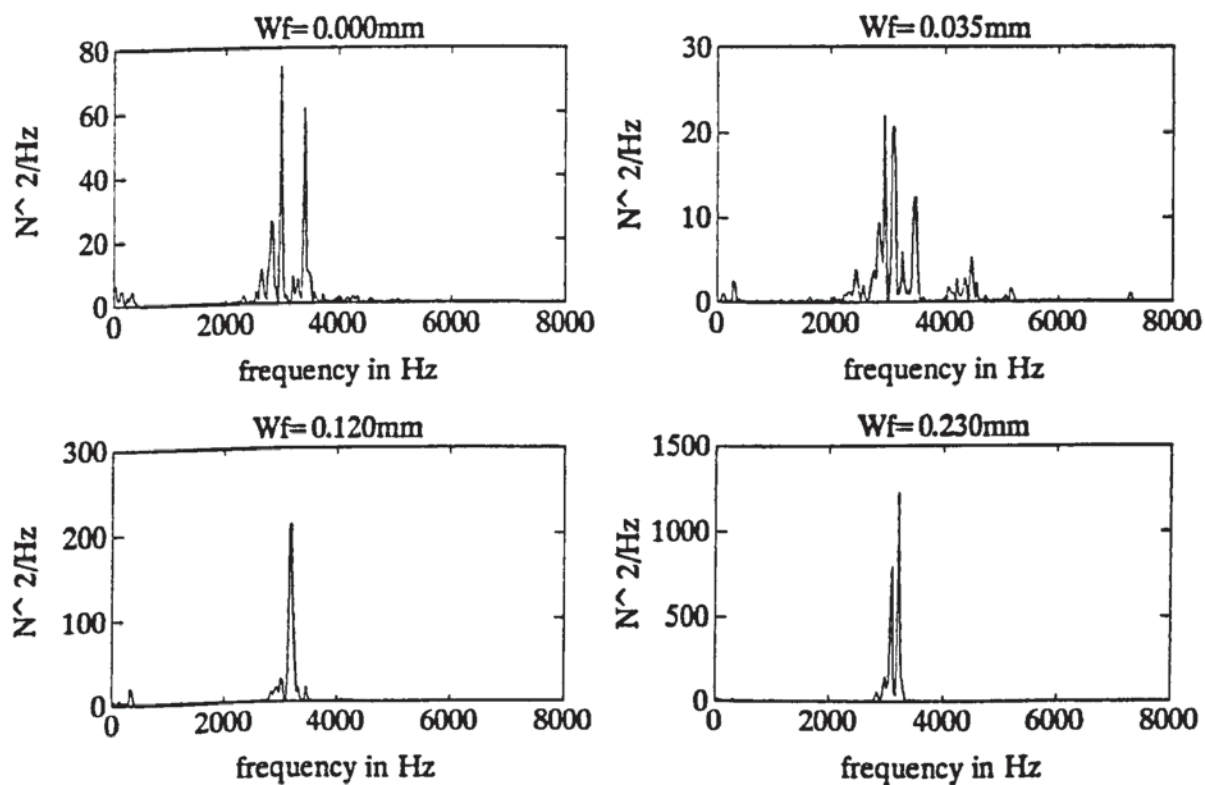 Wf= 0.000mm
80
60
40
20
0
N^ 2/Hz
0 2000 4000 6000 8000
frequency in Hz
Wf= 0.035mm
30
20
10
0
N^ 2/Hz
0 2000 4000 6000 8000
frequency in Hz
Wf= 0.120mm
300
200
100
0
N^ 2/Hz
0 2000 4000 6000 8000
frequency in Hz
Wf= 0.230mm
1500
1000
500
0
N^ 2/Hz
0 2000 4000 6000 8000
frequency in Hz